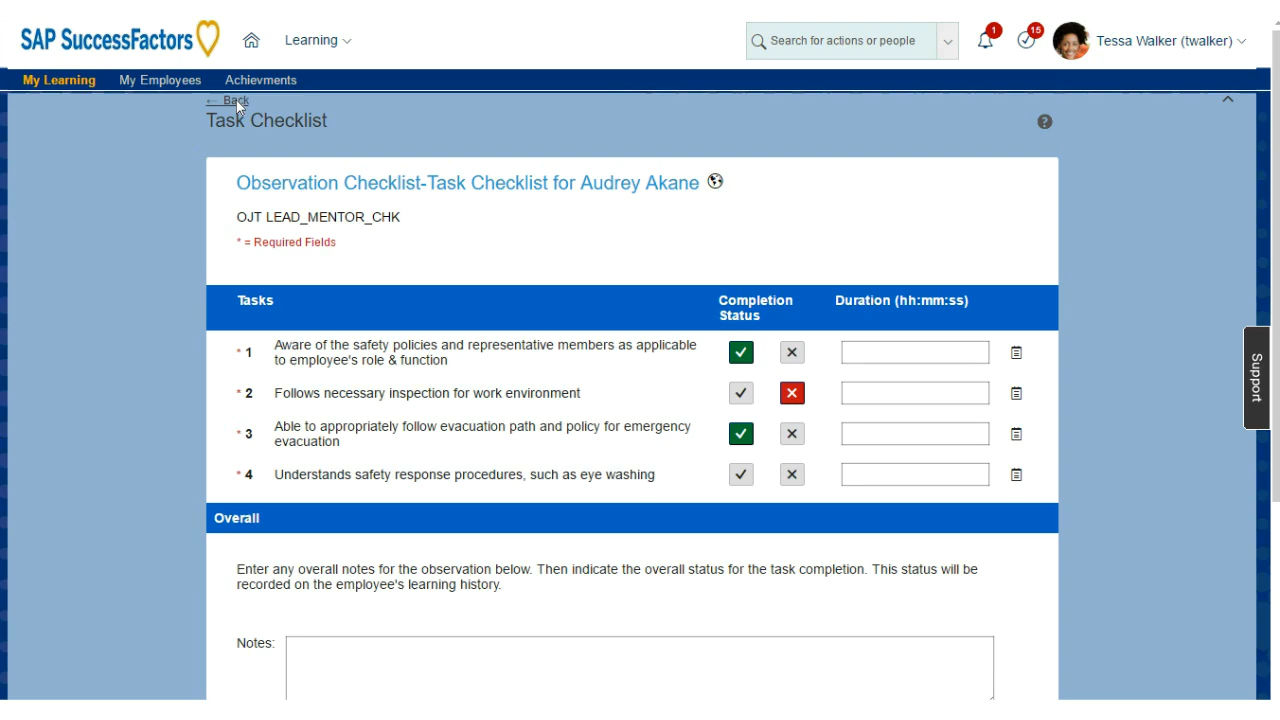 SAP SuccessFactors
Learning
Search for actions or people
1
15
Tessa Walker (twalker)
My Learning
My Employees
Achievments
← Back
Task Checklist
?
Observation Checklist-Task Checklist for Audrey Akane
OJT LEAD_MENTOR_CHK
* = Required Fields
Tasks
Completion
Status
Duration (hh:mm:ss)
* 1
Aware of the safety policies and representative members as applicable
to employee's role & function
* 2
Follows necessary inspection for work environment
* 3
Able to appropriately follow evacuation path and policy for emergency
evacuation
* 4
Understands safety response procedures, such as eye washing
Support
Overall
Enter any overall notes for the observation below. Then indicate the overall status for the task completion. This status will be
recorded on the employee's learning history.
Notes: